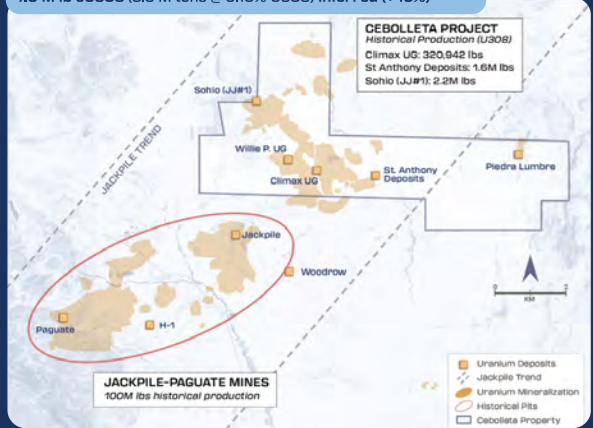 CEBOLLETA PROJECT
Historical Production (U308)
Climax UG: 320,942 lbs
St Anthony Deposits: 1.6M lbs
Sohio (JJ#1): 2.2M lbs
Sohio (JJ#1)
JACKPILE TREND
Willie P. UG
Climax UG
St. Anthony
Deposits
Piedra Lumbre
Jackpile
Woodrow
Paguate
H-1
KM
JACKPILE-PAGUATE MINES
100M lbs historical production
Uranium Deposits
Jackpile Trend
Uranium Mineralization
Historical Pits
Cebolleta Property